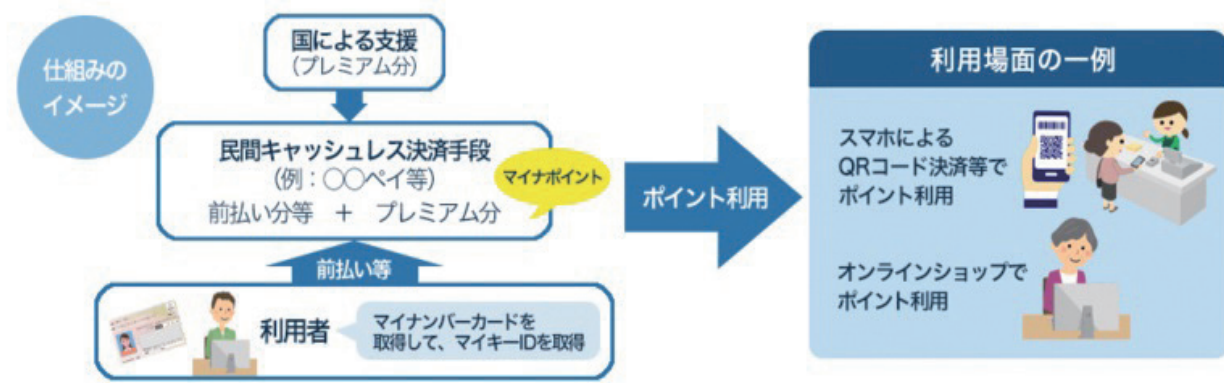 仕組みの
イメージ
国による支援
(プレミアム分)
民間キャッシュレス決済手段
(例：○○ペイ等)
前払い分等 + プレミアム分
マイナポイント
前払い等
利用者
マイナンバーカードを
取得して、マイキーIDを取得
ポイント利用
利用場面の一例
スマホによる
QRコード決済等で
ポイント利用
オンラインショップで
ポイント利用